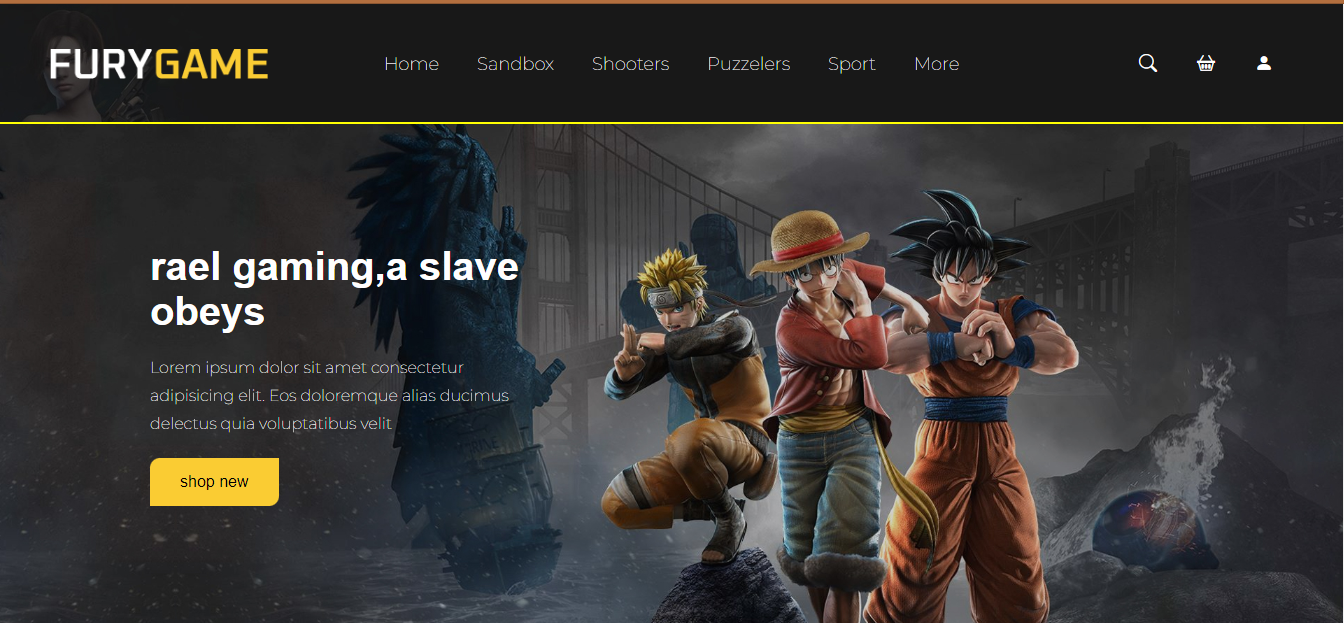 FURYGAME
Home Sandbox Shooters Puzzelers Sport More
rael gaming,a slave
obeys
Lorem ipsum dolor sit amet consectetur
adipisicing elit. Eos doloremque alias ducimus
delectus quia voluptatibus velit
shop new